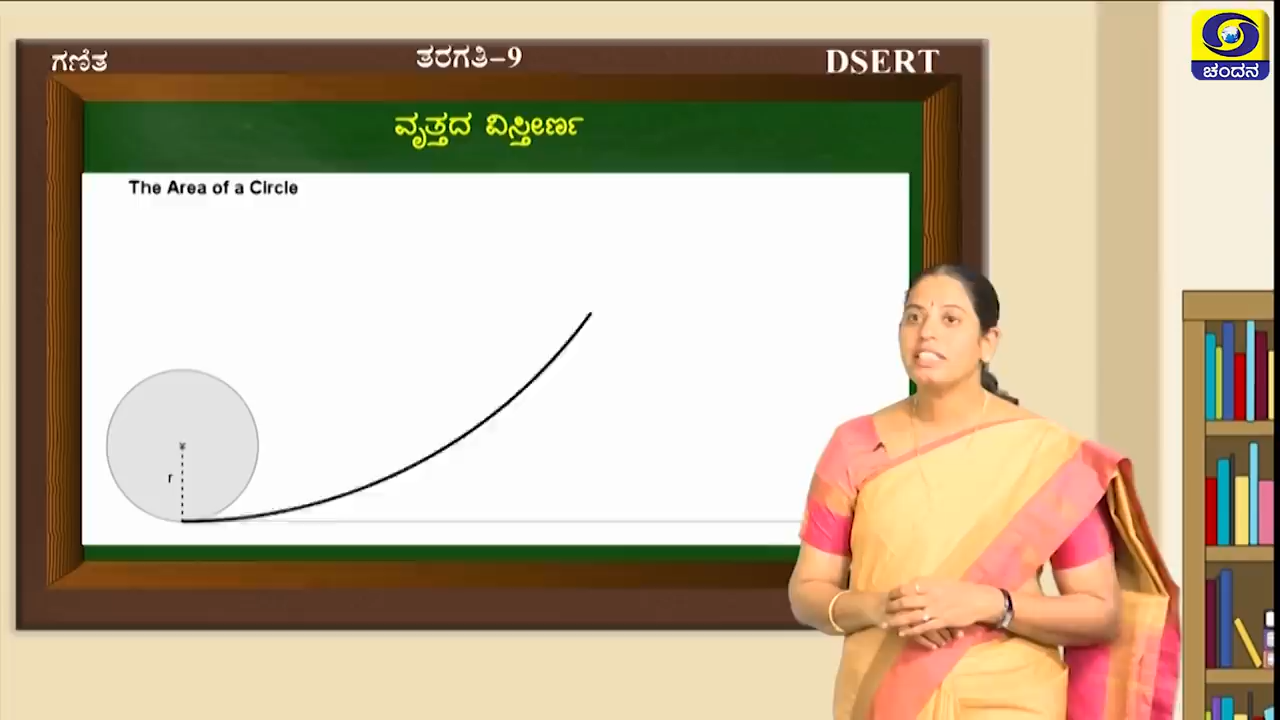 ಗಣಿತ
ತರಗತಿ-9
DSERT
ಚಂದನ
ವೃತ್ತದ ವಿಸ್ತೀರ್ಣ
The Area of a Circle
r